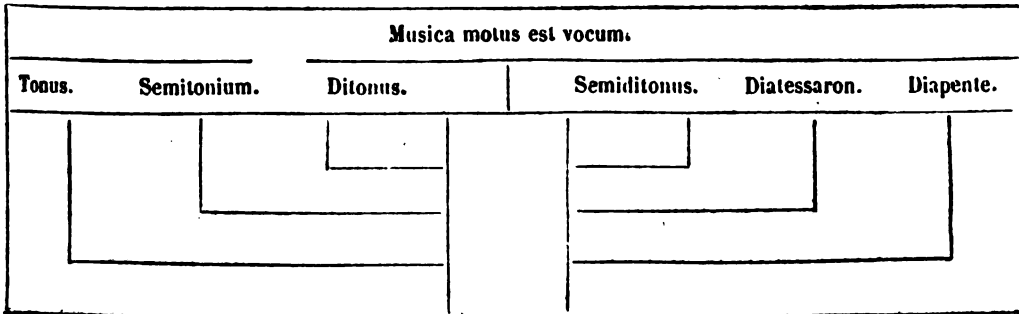 Musica motus est vocum.
Tonus. Semitonium. Ditonus. Semiditonus. Diatessaron. Diapente.